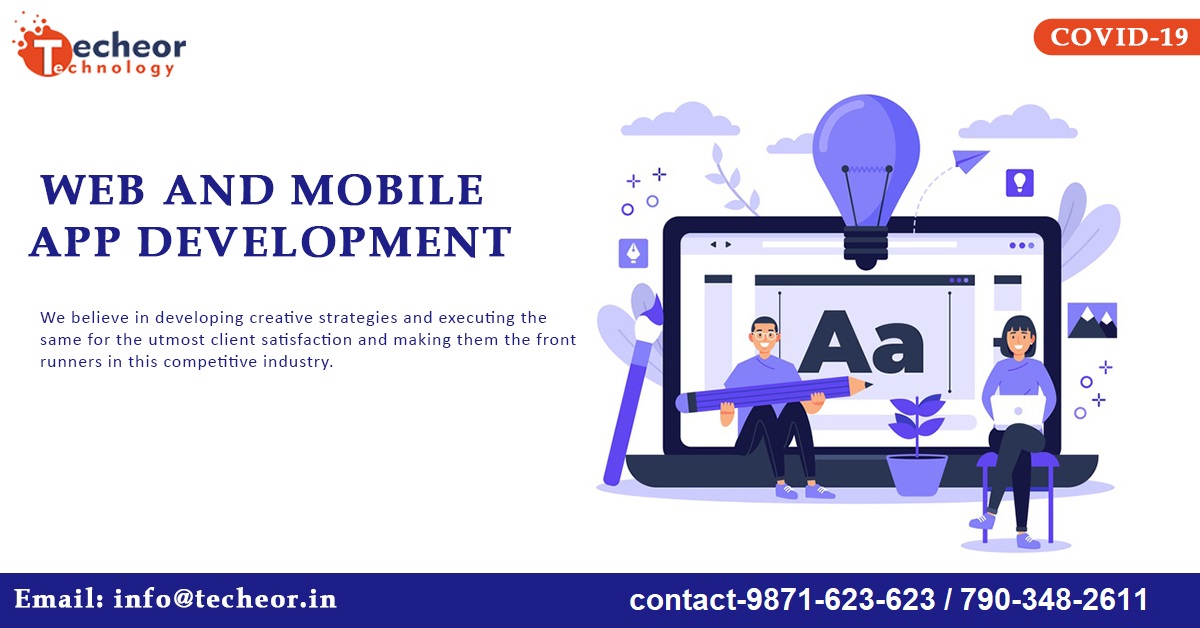 Techeor
Technology
COVID-19
WEB AND MOBILE
APP DEVELOPMENT
We believe in developing creative strategies and executing the
same for the utmost client satisfaction and making them the front
runners in this competitive industry.
Aa
Email: info@techeor.in
contact-9871-623-623 / 790-348-2611